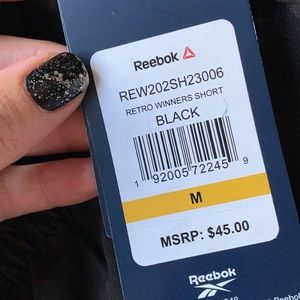 Reebok
REW202SH23006
RETRO WINNERS SHORT
BLACK
1 92005 72245 9
M
MSRP: $45.00
Reebok